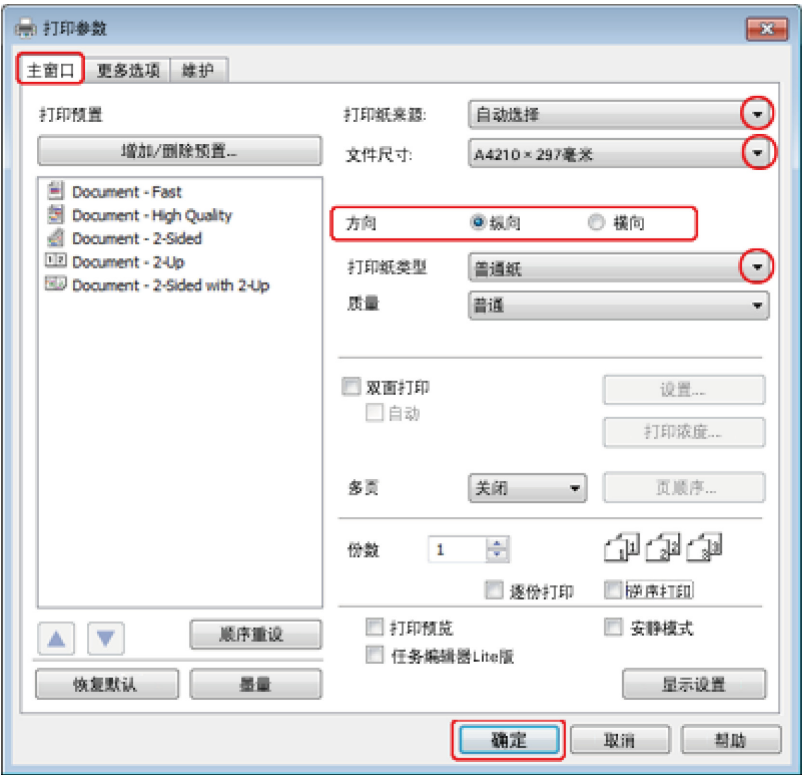 打印参数
主窗口 更多选项 维护
打印预置
增加/删除预置...
Document - Fast
Document - High Quality
Document - 2-Sided
Document - 2-Up
Document - 2-Sided with 2-Up
顺序重设
恢复默认 墨量
打印纸来源: 自动选择
文件尺寸: A4210×297毫米
方向 纵向 横向
打印纸类型 普通纸
质量 普通
双面打印 设置...
自动
打印浓度...
多页 关闭 页顺序...
份数 1
1 1 2 2 3 3
逐份打印 逆序打印
打印预览 安静模式
任务编辑器Lite版
显示设置
确定 取消 帮助